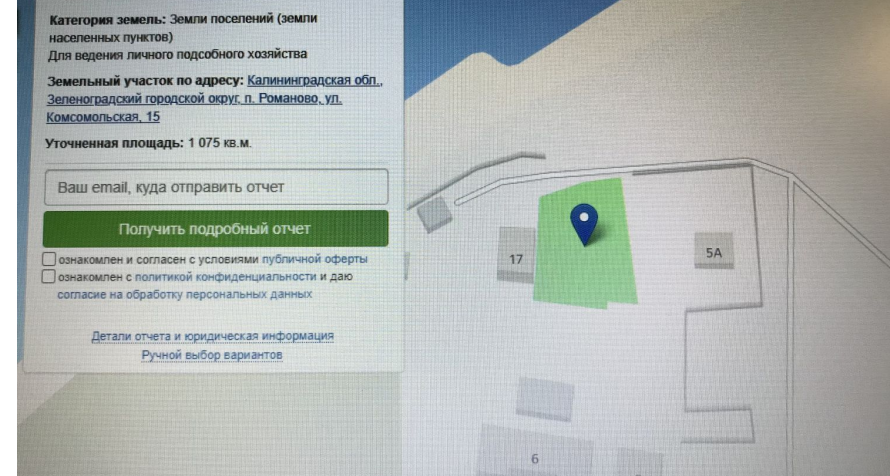 Категория земель: Земли поселений (земли
населенных пунктов)
Для ведения личного подсобного хозяйства
Земельный участок по адресу: Калининградская обл.,
Зеленоградский городской округ, п. Романово, ул.
Комсомольская, 15
Уточненная площадь: 1 075 кв.м.
Ваш email, куда отправить отчет
Получить подробный отчет
ознакомлен и согласен с условиями публичной оферты
ознакомлен с политикой конфиденциальности и даю
согласие на обработку персональных данных
Детали отчета и юридическая информация
Ручной выбор вариантов
17
5А
6